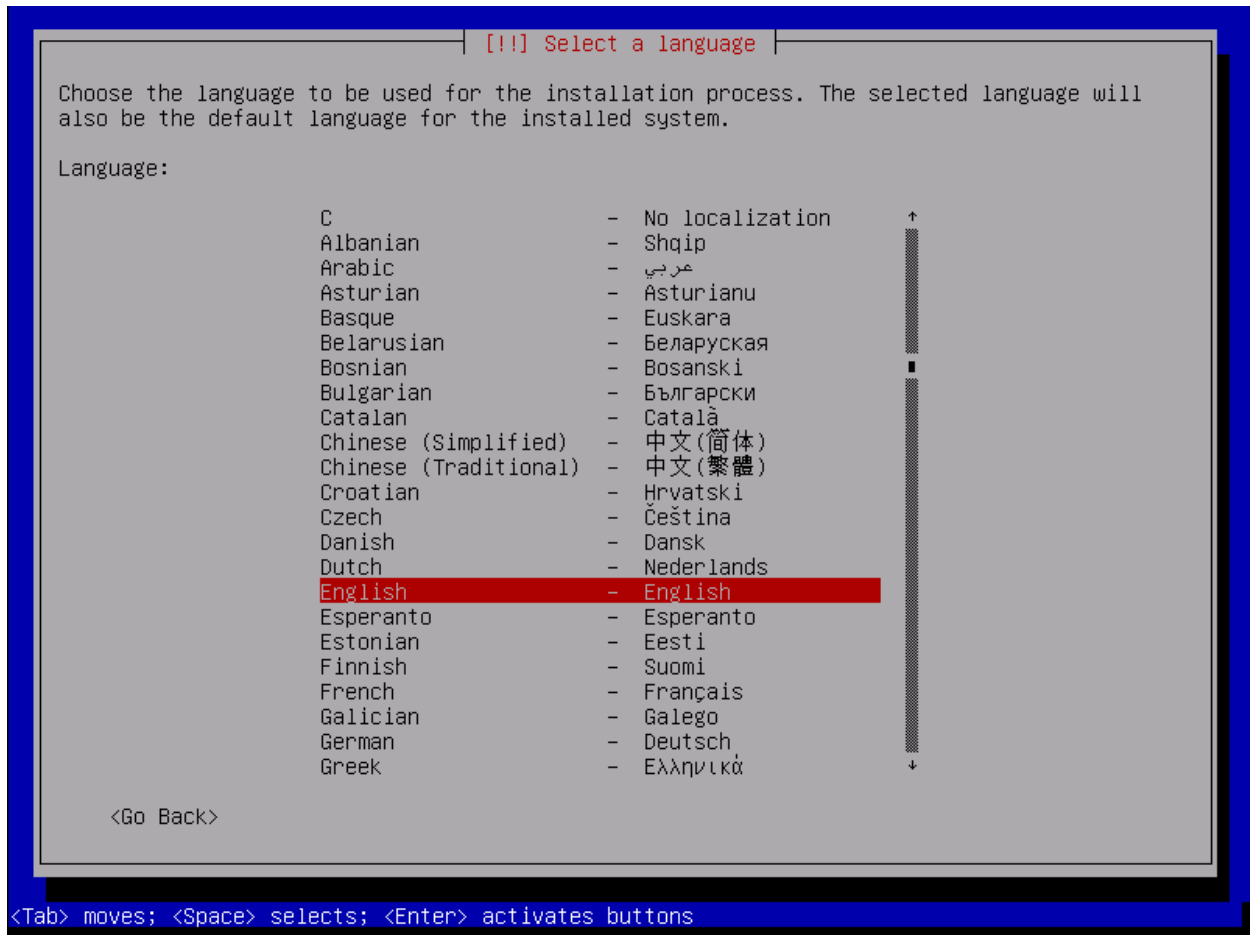 [!!] Select a language
Choose the language to be used for the installation process. The selected language will
also be the default language for the installed system.
Language:
C - No localization
Albanian - Shqip
Arabic - عربي
Asturian - Asturianu
Basque - Euskara
Belarusian - Беларуская
Bosnian - Bosanski
Bulgarian - Български
Catalan - Català
Chinese (Simplified) - 中文(简体)
Chinese (Traditional) - 中文(繁體)
Croatian - Hrvatski
Czech - Čeština
Danish - Dansk
Dutch - Nederlands
English - English
Esperanto - Esperanto
Estonian - Eesti
Finnish - Suomi
French - Français
Galician - Galego
German - Deutsch
Greek - Ελληνικά
<Go Back>
<Tab> moves; <Space> selects; <Enter> activates buttons